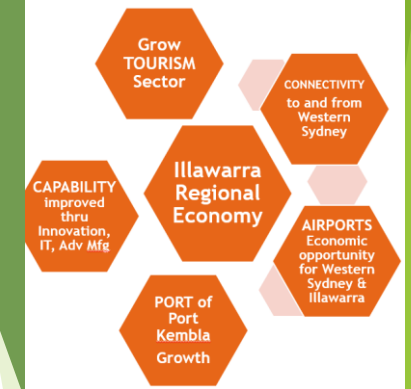 Grow
TOURISM
Sector
CONNECTIVITY
to and from
Western
Sydney
Illawarra
Regional
Economy
CAPABILITY
improved
thru
Innovation,
IT, Adv Mfg
AIRPORTS
Economic
opportunity
for Western
Sydney &
Illawarra
PORT of
Port
Kembla
Growth